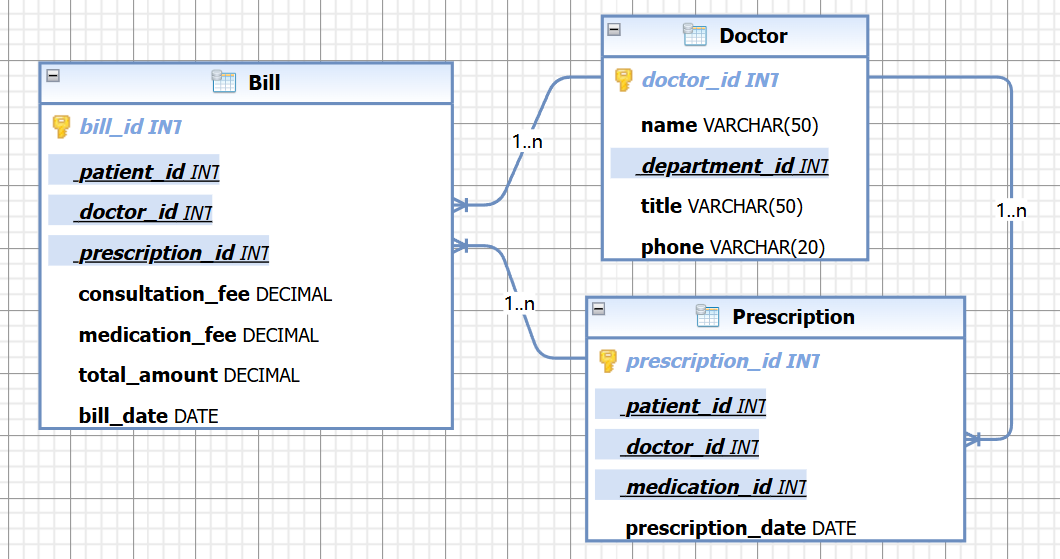 Bill
bill_id INT
patient_id INT
doctor_id INT
prescription_id INT
consultation_fee DECIMAL
medication_fee DECIMAL
total_amount DECIMAL
bill_date DATE
1..n
1..n
Doctor
doctor_id INT
name VARCHAR(50)
department_id INT
title VARCHAR(50)
phone VARCHAR(20)
1..n
Prescription
prescription_id INT
patient_id INT
doctor_id INT
medication_id INT
prescription_date DATE